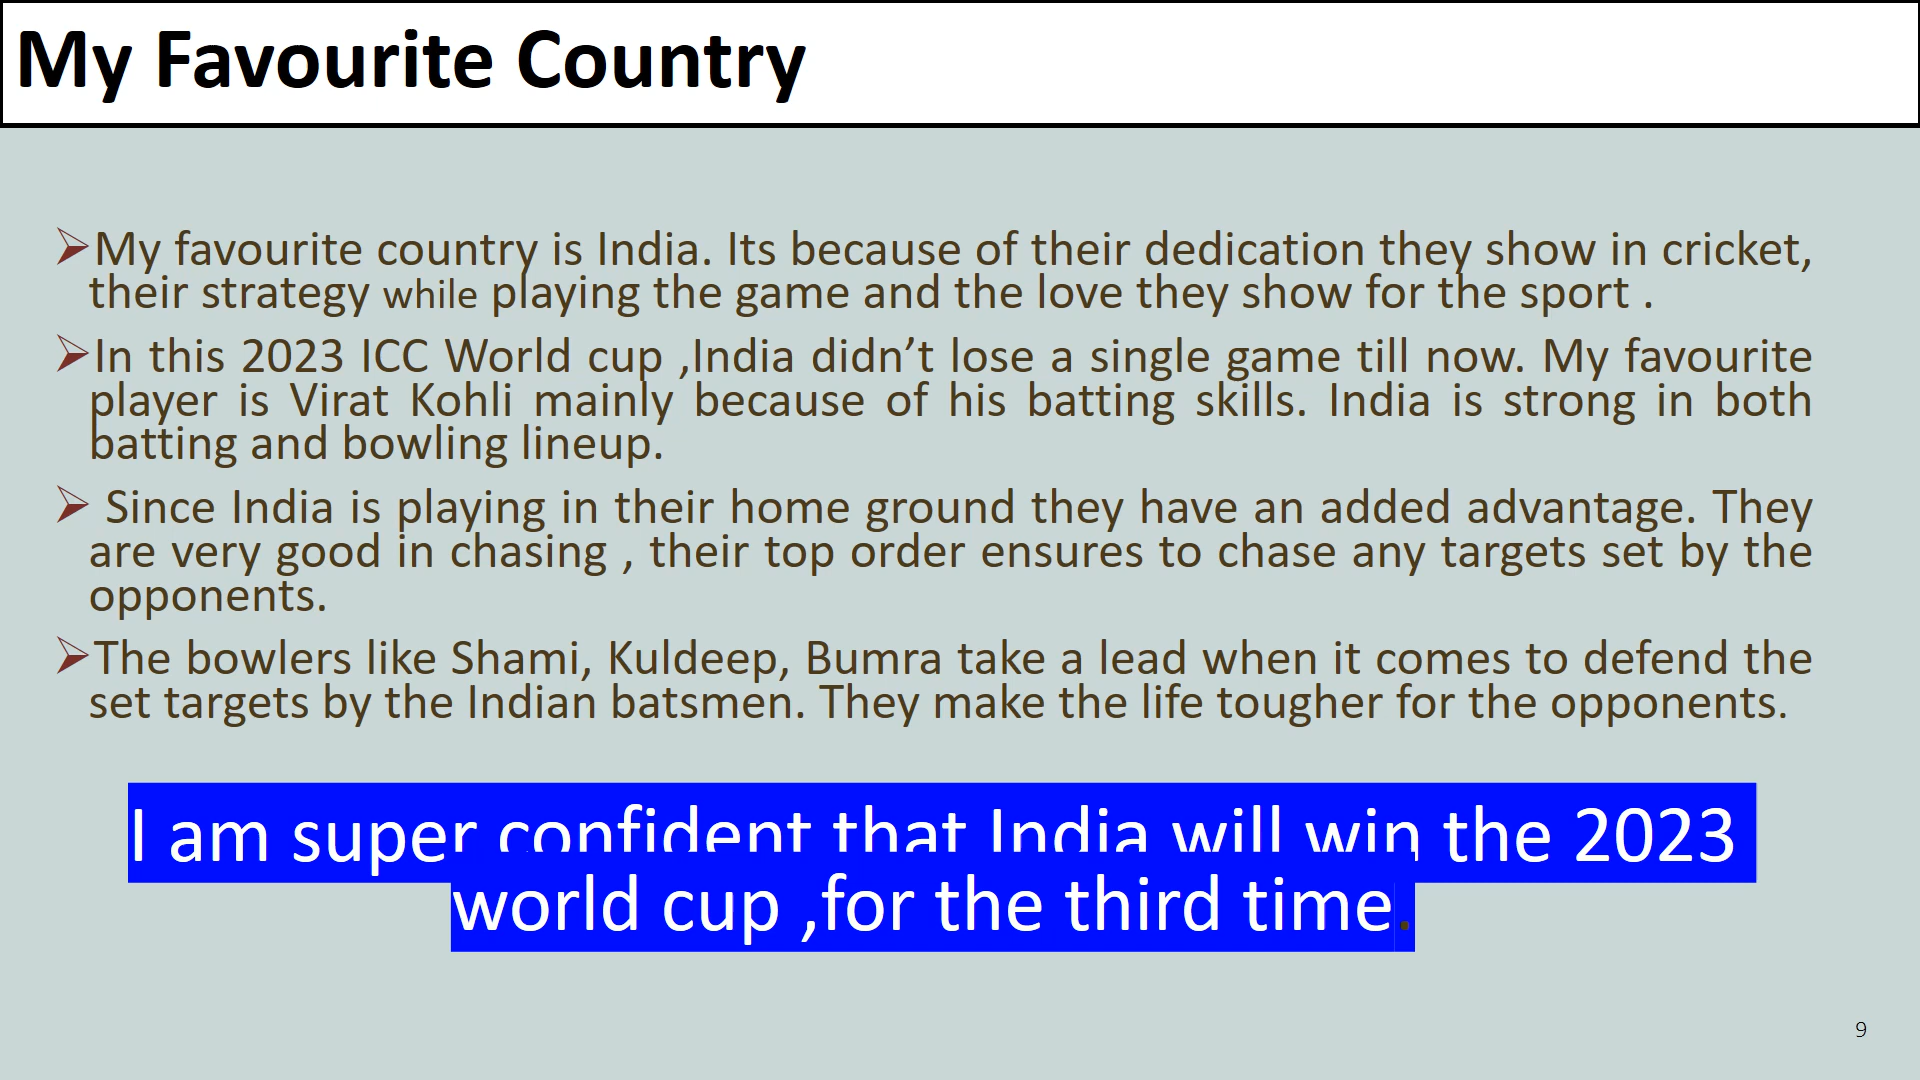 My Favourite Country
My favourite country is India. Its because of their dedication they show in cricket,
their strategy while playing the game and the love they show for the sport .
In this 2023 ICC World cup ,India didn’t lose a single game till now. My favourite
player is Virat Kohli mainly because of his batting skills. India is strong in both
batting and bowling lineup.
Since India is playing in their home ground they have an added advantage. They
are very good in chasing , their top order ensures to chase any targets set by the
opponents.
The bowlers like Shami, Kuldeep, Bumra take a lead when it comes to defend the
set targets by the Indian batsmen. They make the life tougher for the opponents.
I am super confident that India will win the 2023
world cup ,for the third time.
9